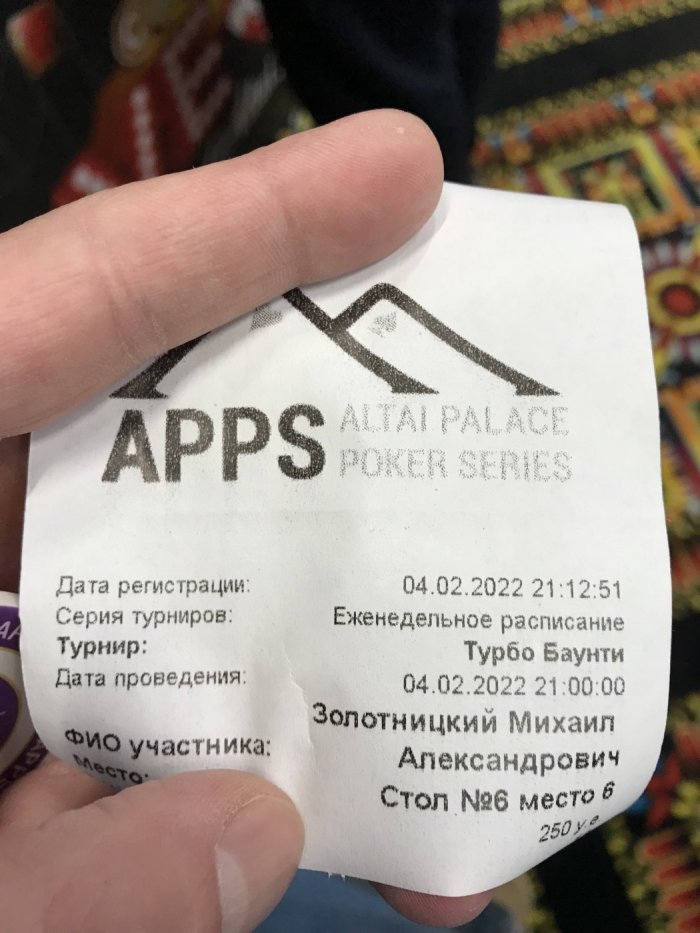 APPS ALTAI PALACE
POKER SERIES
Дата регистрации: 04.02.2022 21:12:51
Серия турниров: Еженедельное расписание
Турнир: Турбо Баунти
Дата проведения: 04.02.2022 21:00:00
ФИО участника: Золотницкий Михаил
Александрович
Место: Стол №6 место 6
250 у.е